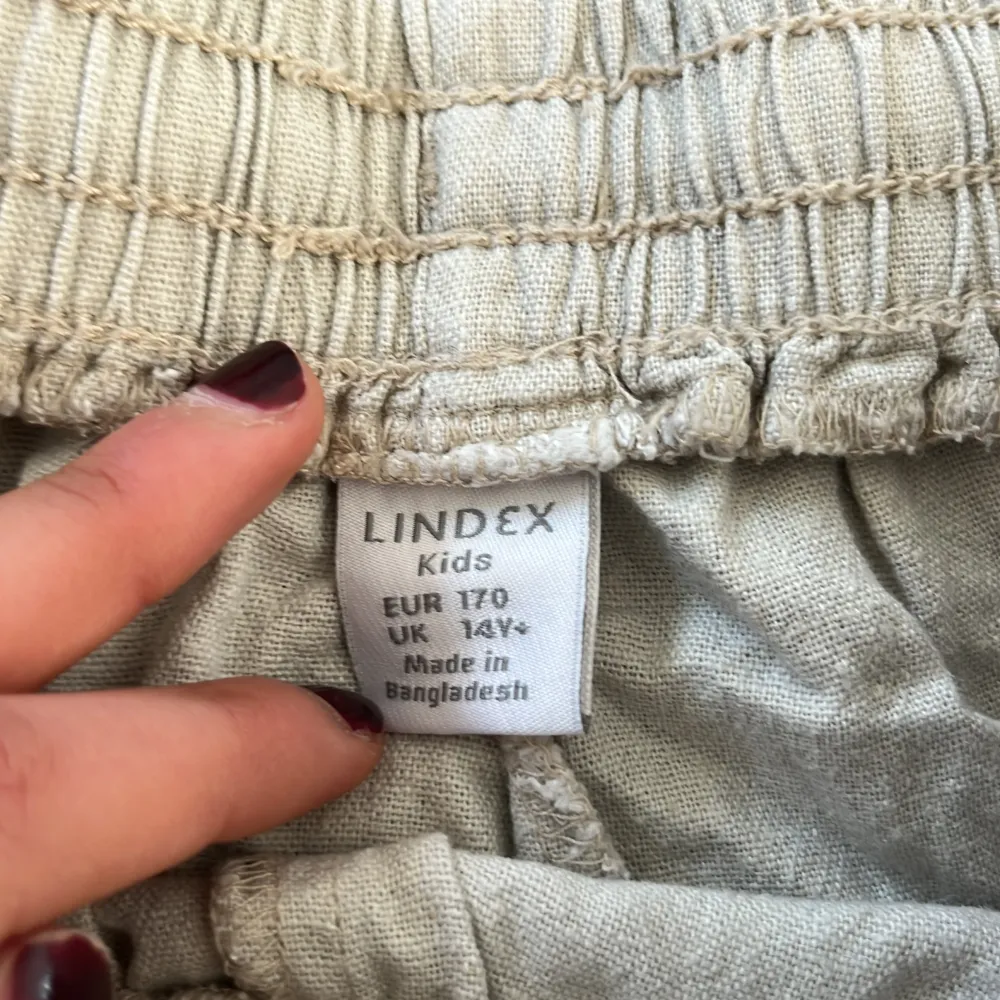 LINDEX
Kids
EUR 170
UK 14Y+
Made in
Bangladesh